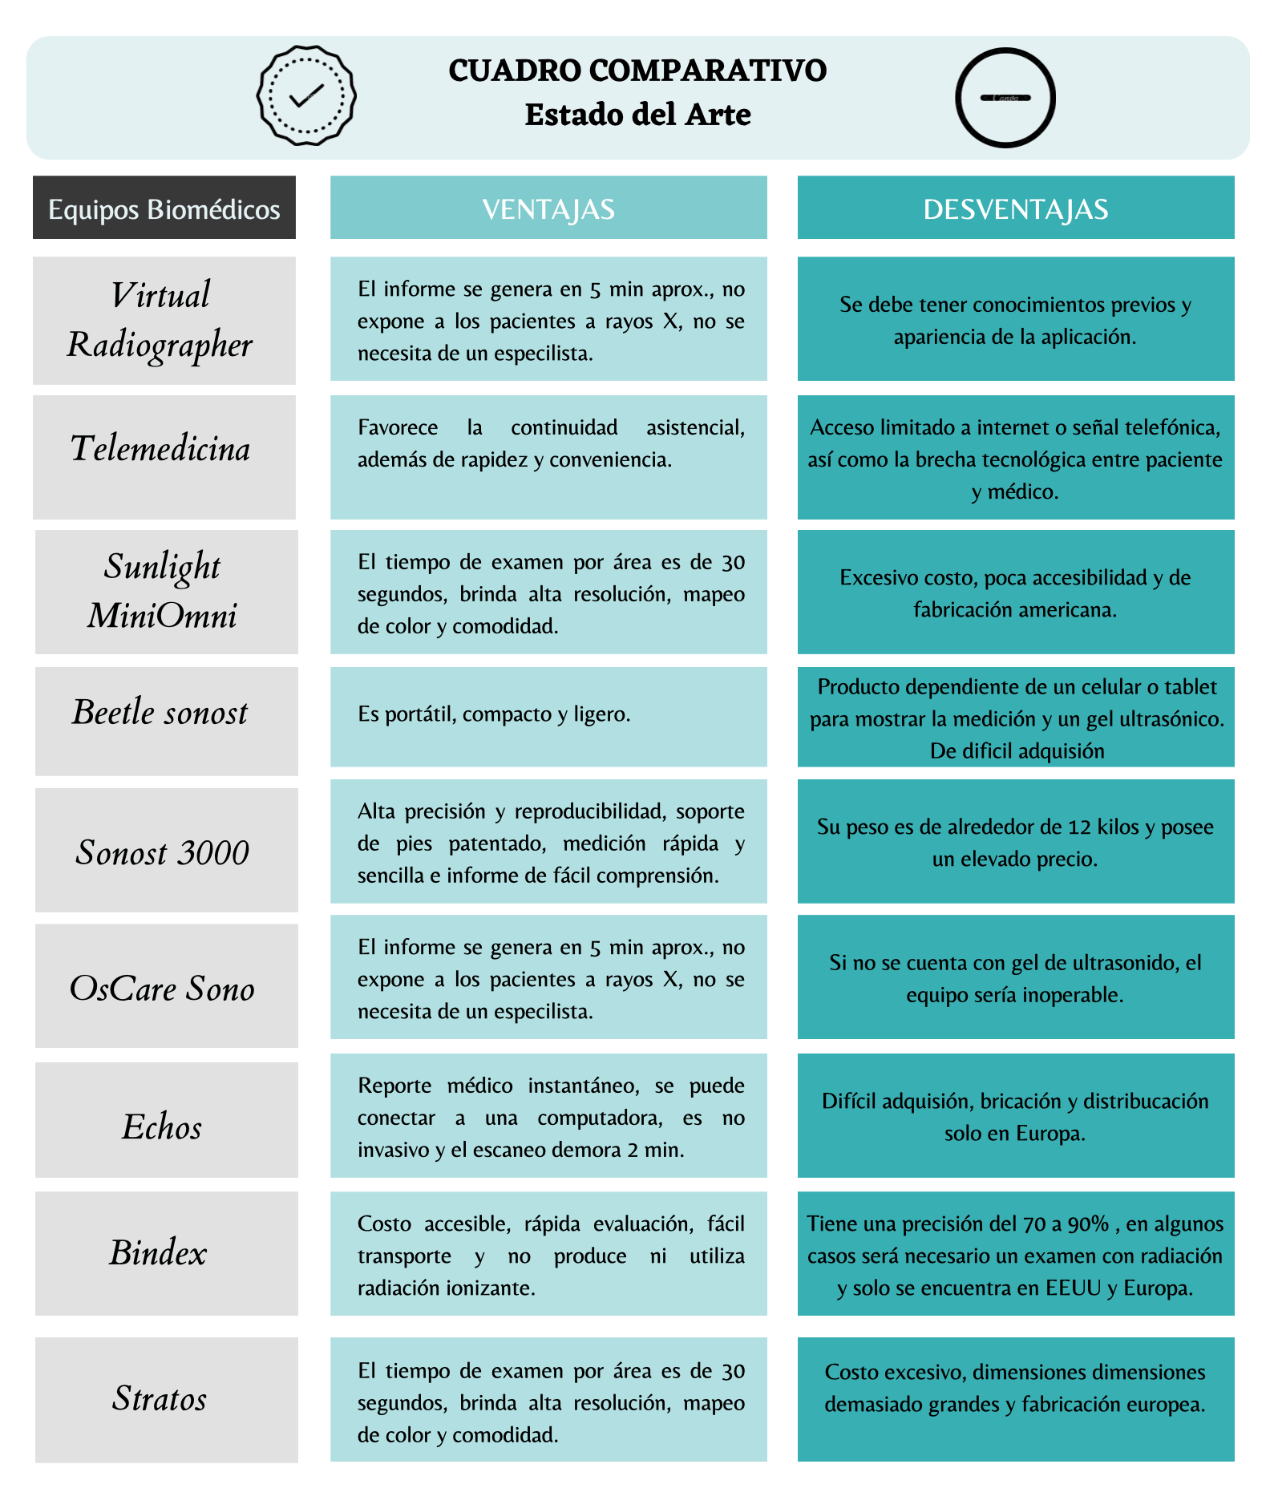 CUADRO COMPARATIVO
Estado del Arte
Equipos Biomédicos
VENTAJAS
DESVENTAJAS
Virtual
Radiographer
El informe se genera en 5 min aprox., no
expone a los pacientes a rayos X, no se
necesita de un especilista.
Se debe tener conocimientos previos y
apariencia de la aplicación.
Telemedicina
Favorece la continuidad asistencial,
además de rapidez y conveniencia.
Acceso limitado a internet o señal telefónica,
así como la brecha tecnológica entre paciente
y médico.
Sunlight
MiniOmni
El tiempo de examen por área es de 30
segundos, brinda alta resolución, mapeo
de color y comodidad.
Excesivo costo, poca accesibilidad y de
fabricación americana.
Beetle sonost
Es portátil, compacto y ligero.
Producto dependiente de un celular o tablet
para mostrar la medición y un gel ultrasónico.
De dificil adquisión
Sonost 3000
Alta precisión y reproducibilidad, soporte
de pies patentado, medición rápida y
sencilla e informe de fácil comprensión.
Su peso es de alrededor de 12 kilos y posee
un elevado precio.
OsCare Sono
El informe se genera en 5 min aprox., no
expone a los pacientes a rayos X, no se
necesita de un especilista.
Si no se cuenta con gel de ultrasonido, el
equipo sería inoperable.
Echos
Reporte médico instantáneo, se puede
conectar a una computadora, es no
invasivo y el escaneo demora 2 min.
Difícil adquisión, bricación y distribucación
solo en Europa.
Bindex
Costo accesible, rápida evaluación, fácil
transporte y no produce ni utiliza
radiación ionizante.
Tiene una precisión del 70 a 90% , en algunos
casos será necesario un examen con radiación
y solo se encuentra en EEUU y Europa.
Stratos
El tiempo de examen por área es de 30
segundos, brinda alta resolución, mapeo
de color y comodidad.
Costo excesivo, dimensiones dimensiones
demasiado grandes y fabricación europea.